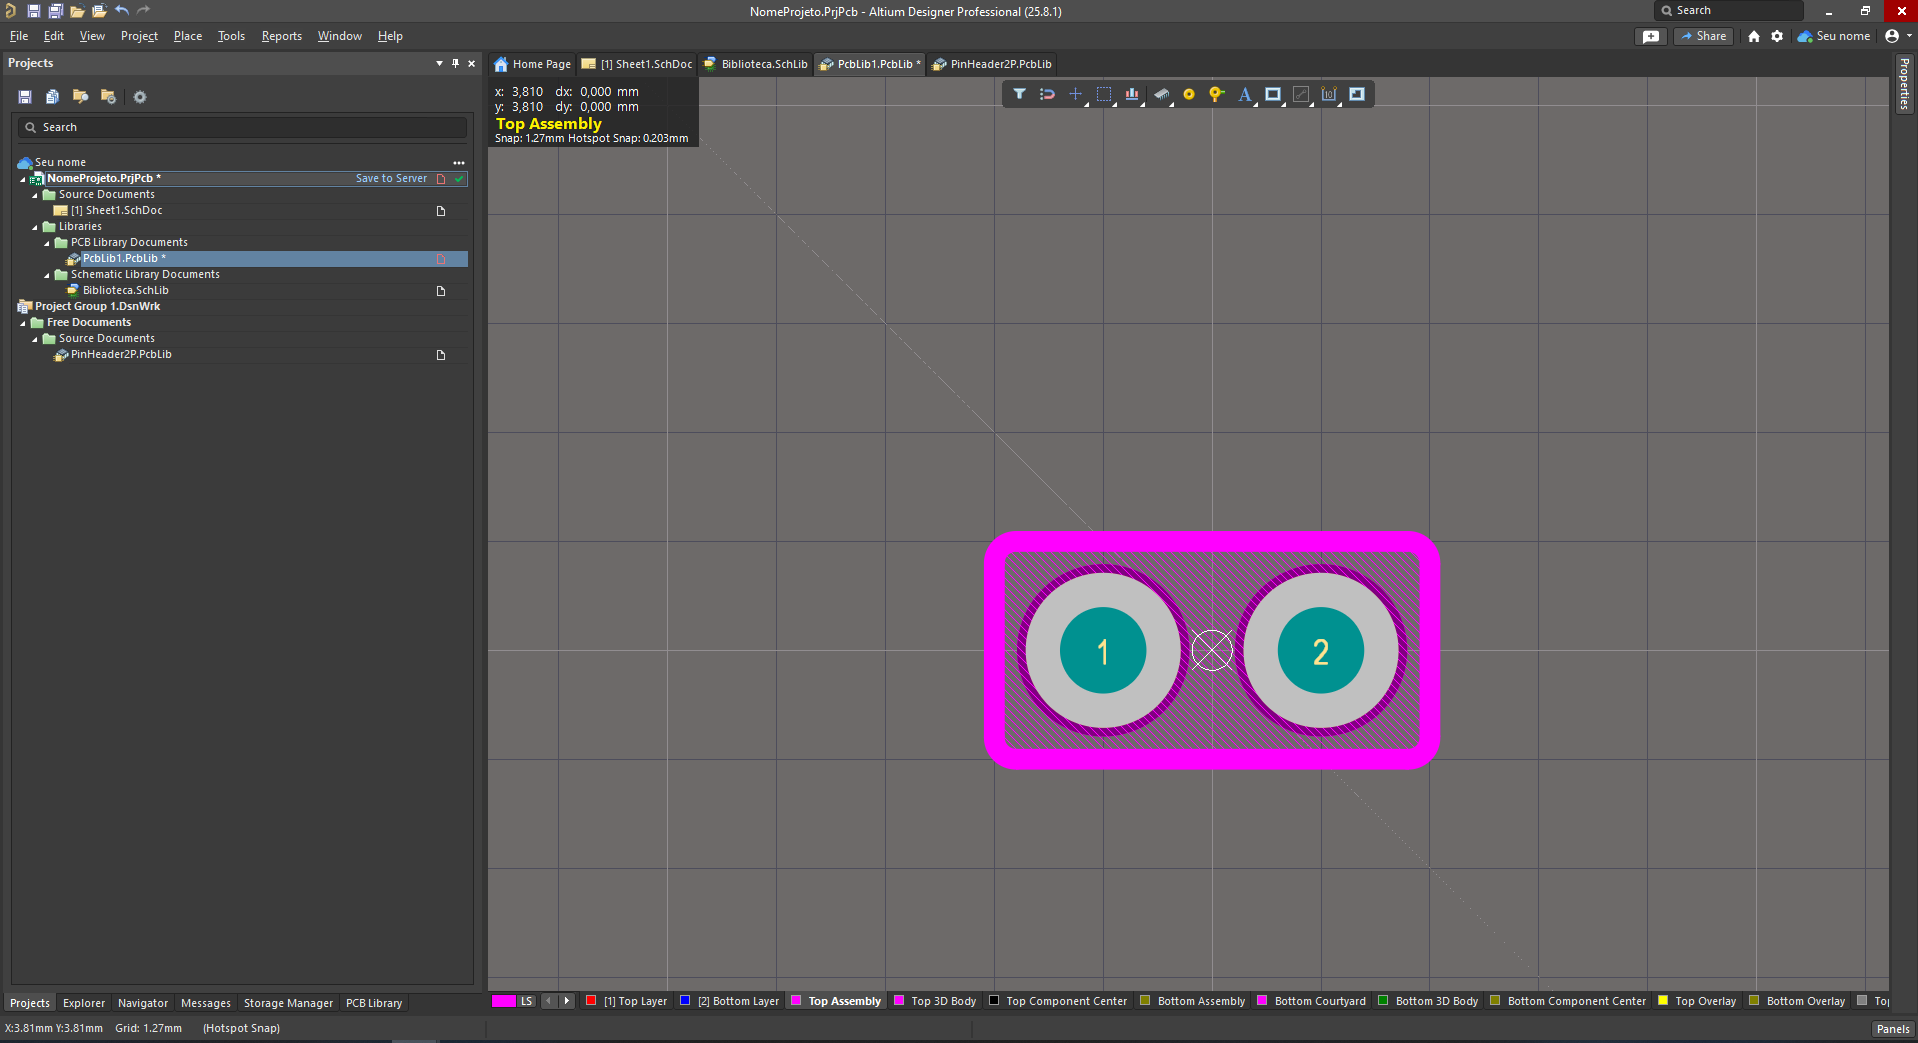 NomeProjeto.PrjPcb - Altium Designer Professional (25.8.1)
Search
File Edit View Project Place Tools Reports Window Help
Share
Seu nome
Projects
Home Page
[1] Sheet1.SchDoc
Biblioteca.SchLib
PcbLib1.PcbLib *
PinHeader2P.PcbLib
Properties
x: 3,810 dx: 0,000 mm
y: 3,810 dy: 0,000 mm
Top Assembly
Snap: 1.27mm Hotspot Snap: 0.203mm
Search
Seu nome
NomeProjeto.PrjPcb * Save to Server
Source Documents
[1] Sheet1.SchDoc
Libraries
PCB Library Documents
PcbLib1.PcbLib *
Schematic Library Documents
Biblioteca.SchLib
Project Group 1.DsnWrk
Free Documents
Source Documents
PinHeader2P.PcbLib
1
2
Projects Explorer Navigator Messages Storage Manager PCB Library
LS [1] Top Layer [2] Bottom Layer Top Assembly Top 3D Body Top Component Center Bottom Assembly Bottom Courtyard Bottom 3D Body Bottom Component Center Top Overlay Bottom Overlay Top
X:3.81mm Y:3.81mm Grid: 1.27mm (Hotspot Snap)
Panels